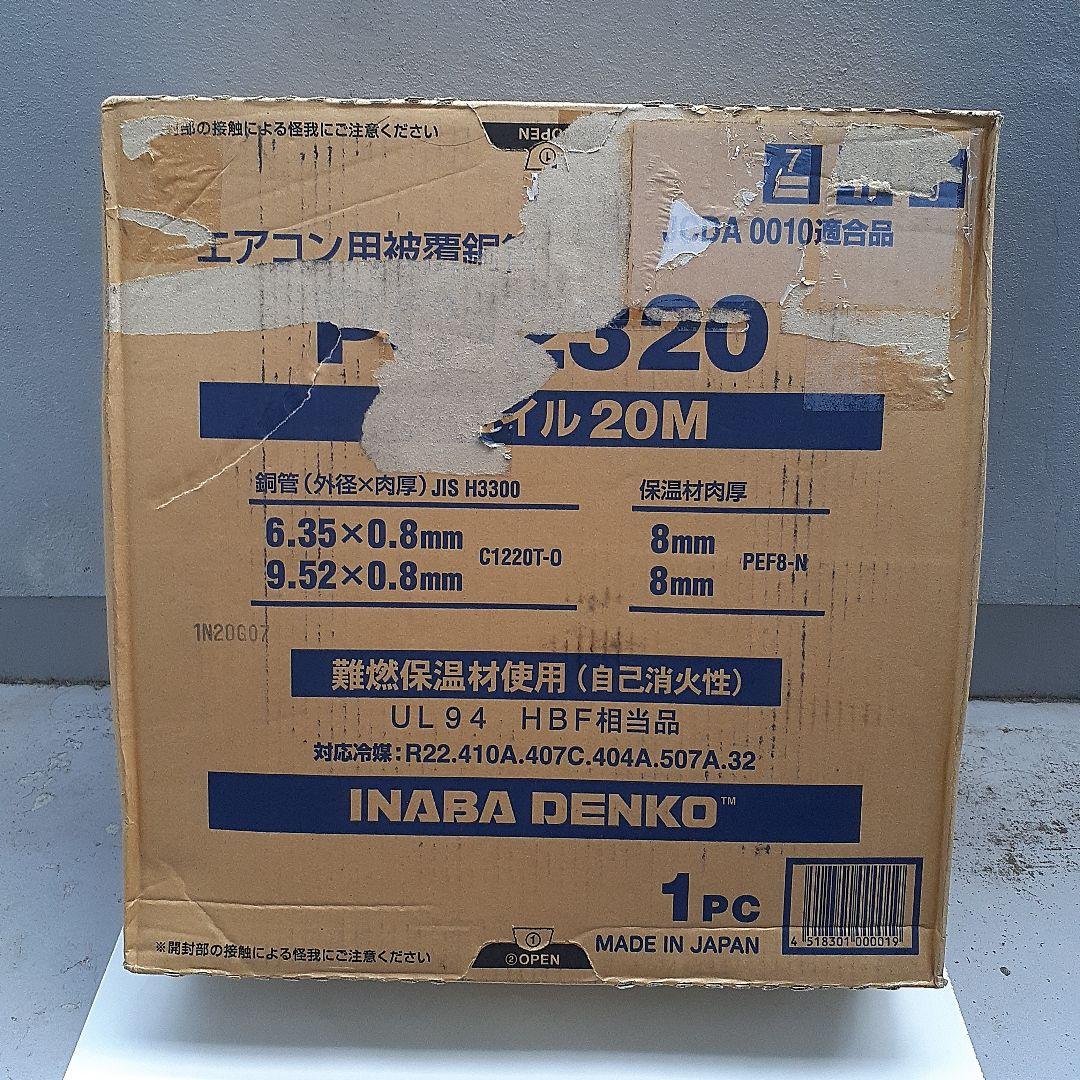 部の接触による怪我にご注意ください
OPEN
①
7
JCDA 0010適合品
エアコン用被覆銅
P 2320
イル 20M
銅管（外径×肉厚）JIS H3300
保温材肉厚
6.35×0.8mm
9.52×0.8mm
C1220T-O
8mm
8mm
PEF8-N
1N20G07
難燃保温材使用（自己消火性）
UL94 HBF相当品
対応冷媒：R22.410A.407C.404A.507A.32
INABA DENKO™
1PC
MADE IN JAPAN
4 518301 000019
※開封部の接触による怪我にご注意ください
①
②OPEN